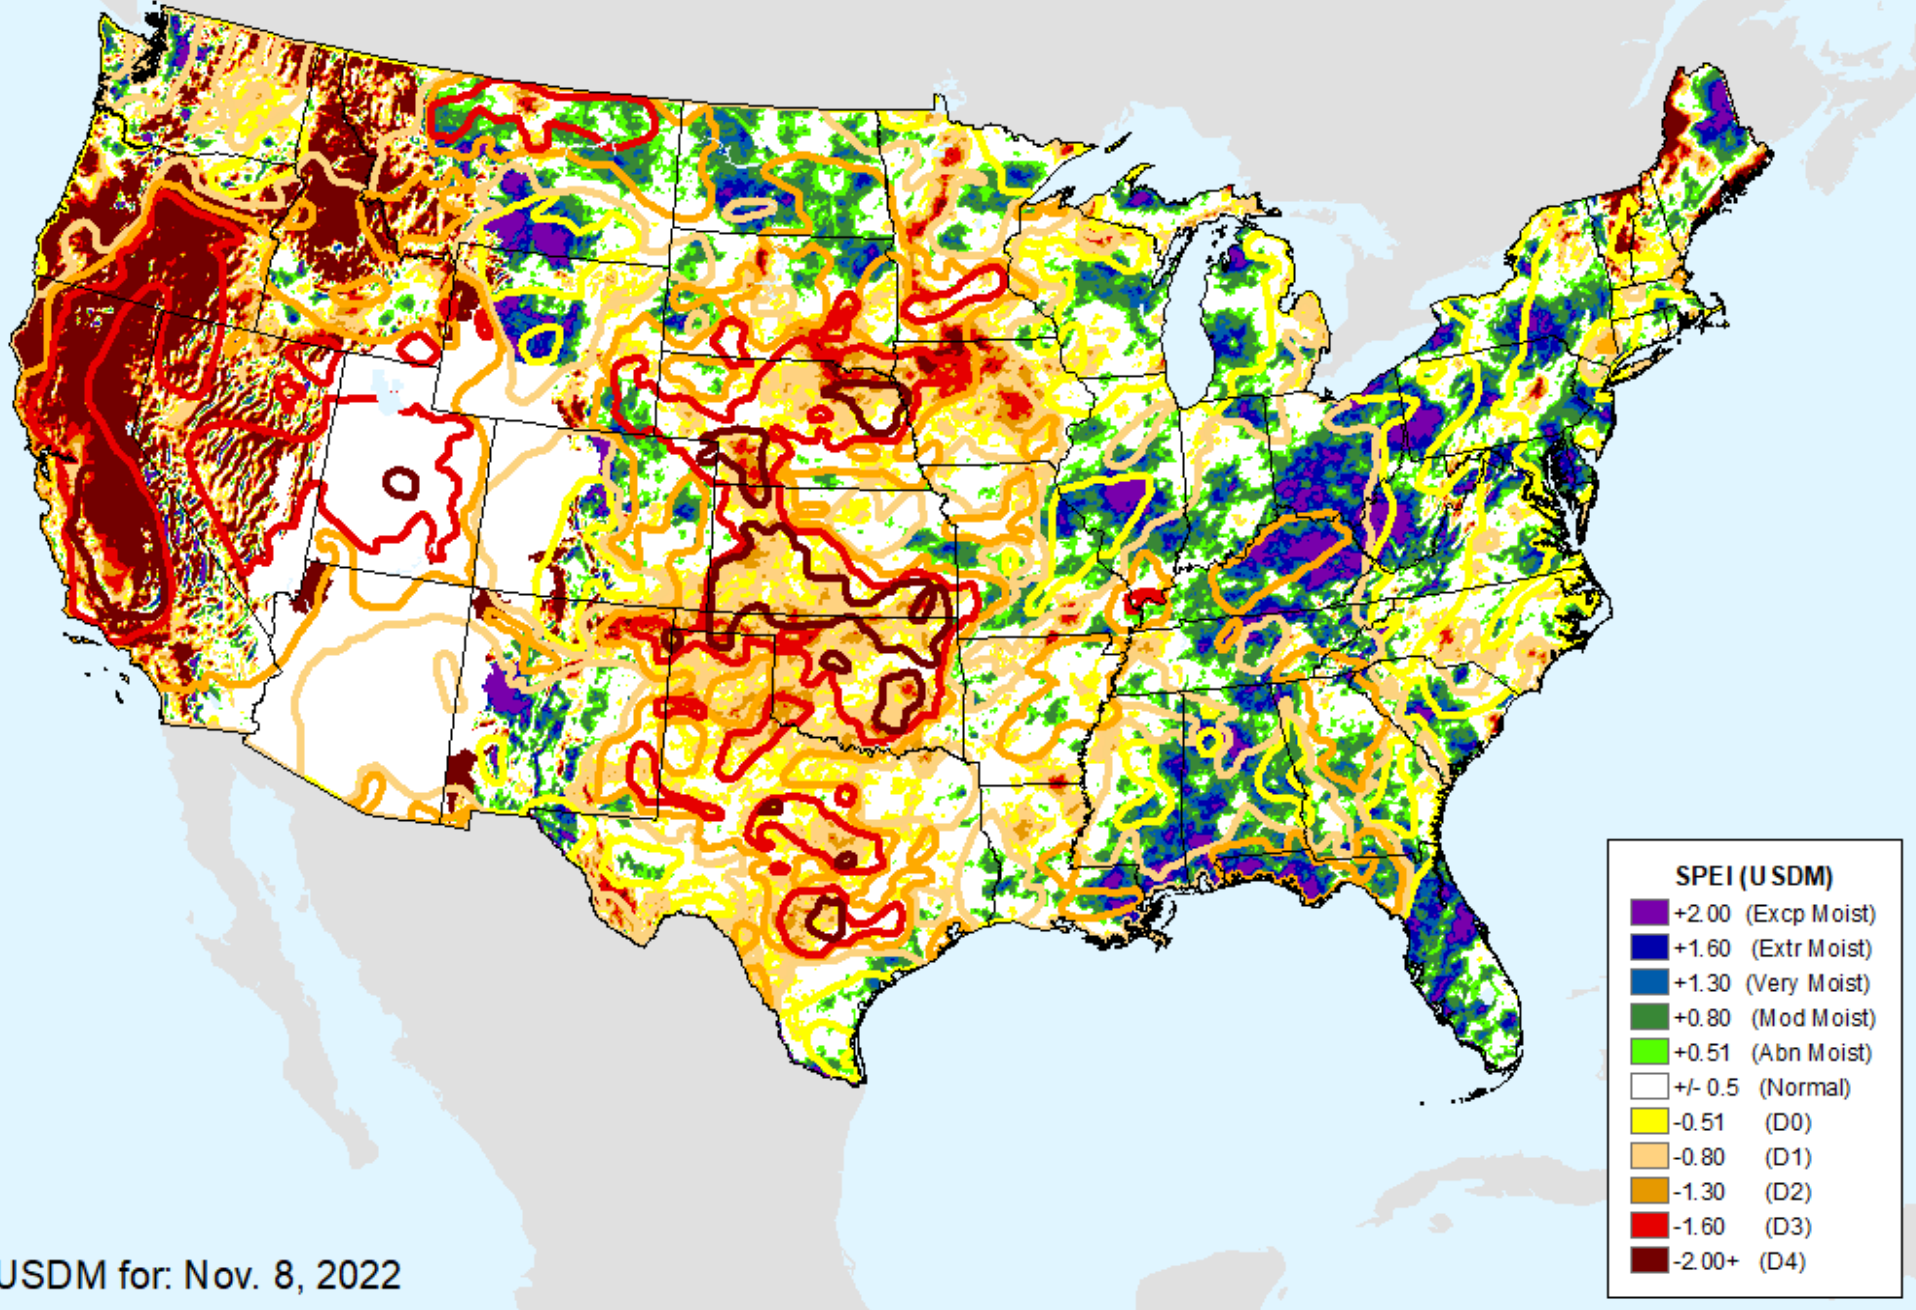 SPEI (USDM)
+2.00 (Excp Moist)
+1.60 (Extr Moist)
+1.30 (Very Moist)
+0.80 (Mod Moist)
+0.51 (Abn Moist)
+/- 0.5 (Normal)
-0.51 (D0)
-0.80 (D1)
-1.30 (D2)
-1.60 (D3)
-2.00+ (D4)
USDM for: Nov. 8, 2022